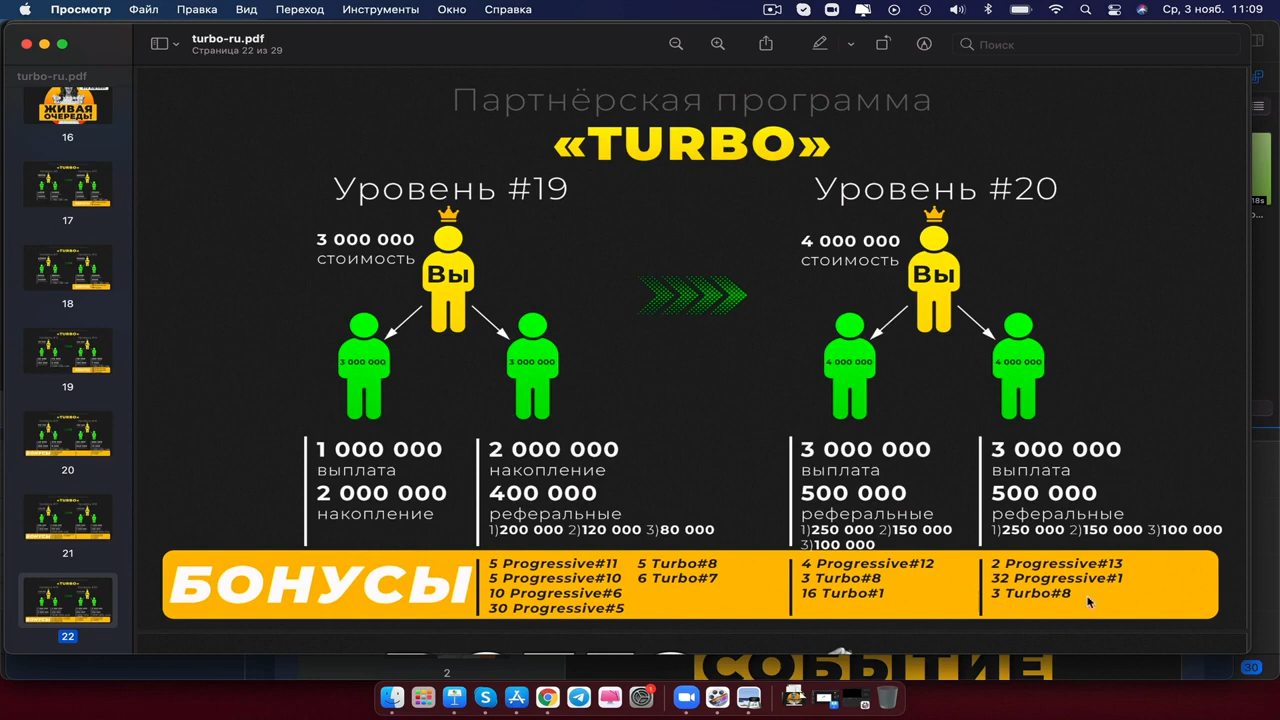 Просмотр Файл Правка Вид Переход Инструменты Окно Справка Ср, 3 нояб. 11:09
turbo-ru.pdf
Страница 22 из 29
Поиск
turbo-ru.pdf
ЖИВАЯ
ОЧЕРЕДЬ!
16
17
18
19
20
21
22
Партнёрская программа
«TURBO»
Уровень #19
3 000 000
стоимость
Вы
3 000 000
3 000 000
1 000 000
выплата
2 000 000
накопление
2 000 000
накопление
400 000
реферальные
1)200 000 2)120 000 3)80 000
Уровень #20
4 000 000
стоимость
Вы
4 000 000
4 000 000
3 000 000
выплата
500 000
реферальные
1)250 000 2)150 000
3)100 000
3 000 000
выплата
500 000
реферальные
1)250 000 2)150 000 3)100 000
БОНУСЫ
5 Progressive#11
5 Progressive#10
10 Progressive#6
30 Progressive#5
5 Turbo#8
6 Turbo#7
4 Progressive#12
3 Turbo#8
16 Turbo#1
2 Progressive#13
32 Progressive#1
3 Turbo#8
2
СОБЫТИЕ
30
18s
1